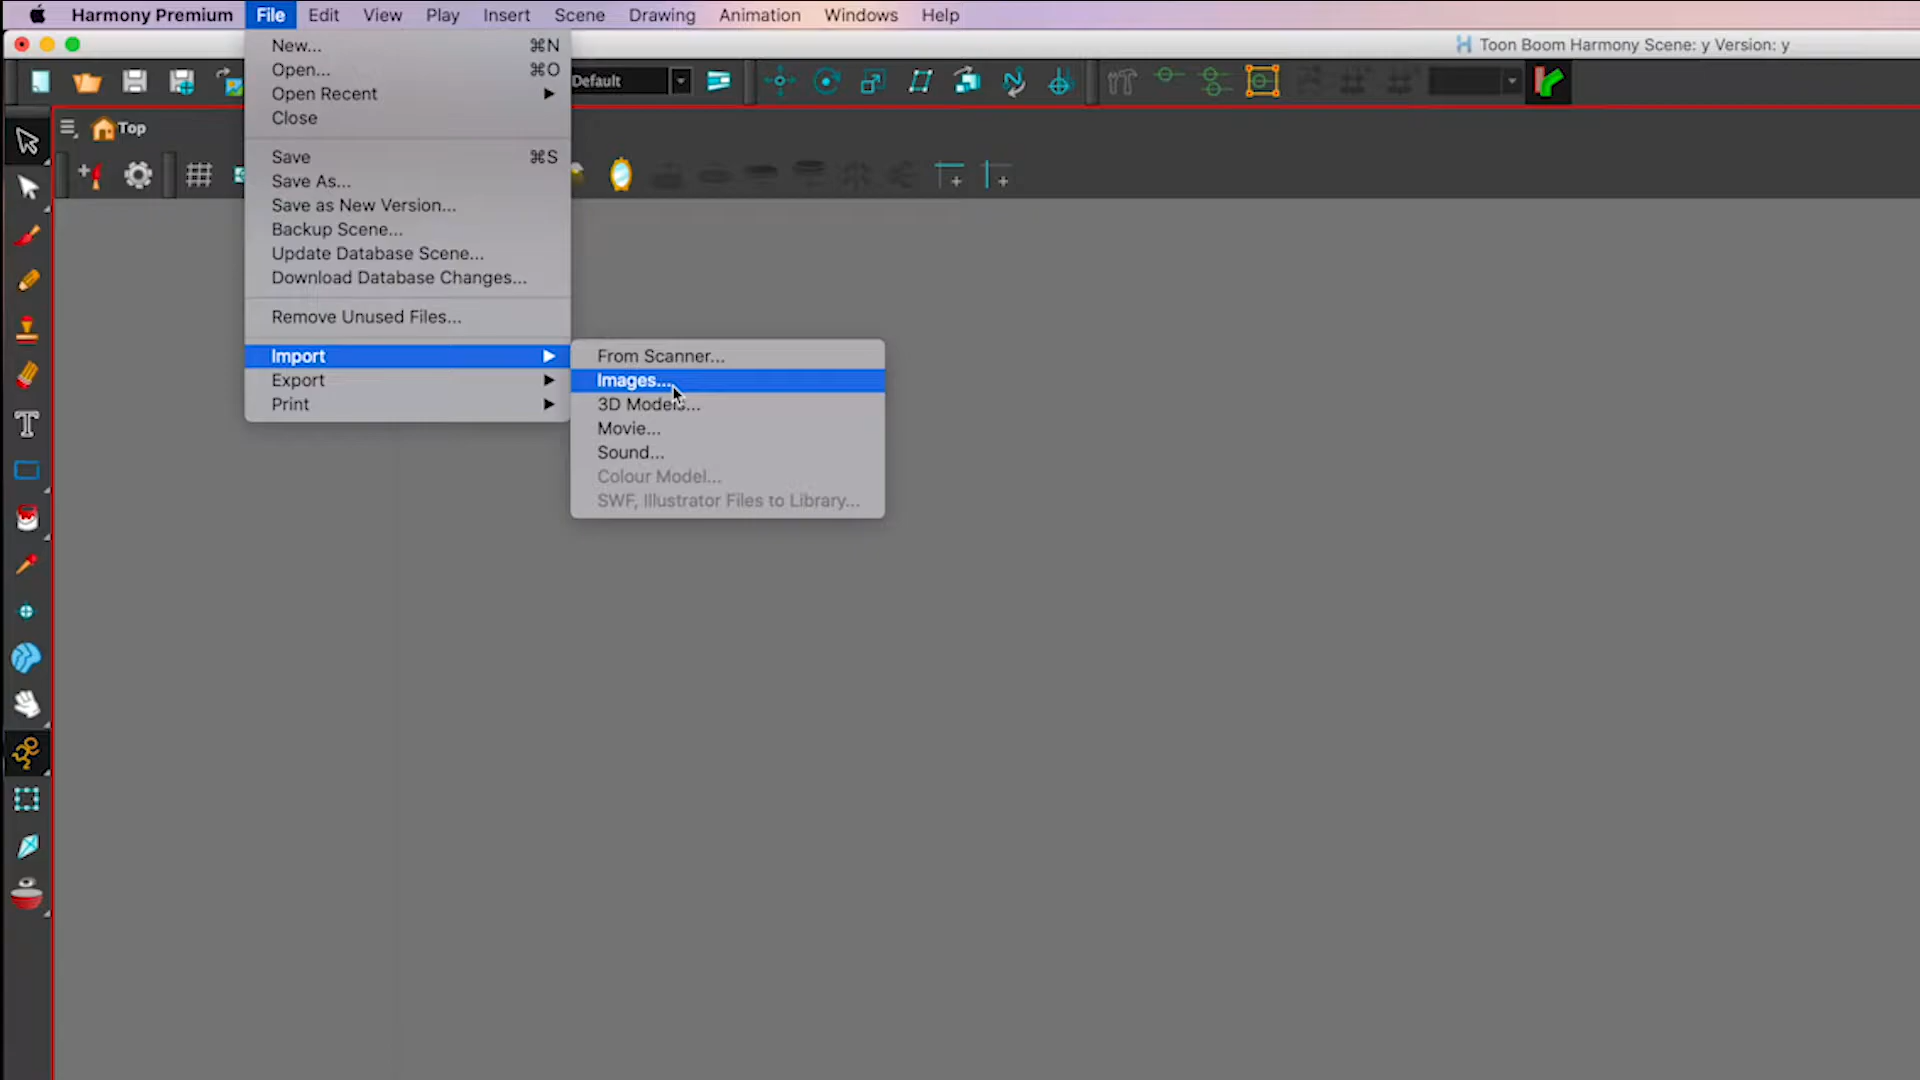 Harmony Premium File Edit View Play Insert Scene Drawing Animation Windows Help
Toon Boom Harmony Scene: y Version: y
New... ⌘N
Open... ⌘O
Open Recent
Close
Save ⌘S
Save As...
Save as New Version...
Backup Scene...
Update Database Scene...
Download Database Changes...
Remove Unused Files...
Import
Export
Print
From Scanner...
Images...
3D Models...
Movie...
Sound...
Colour Model...
SWF, Illustrator Files to Library...
Default
Top